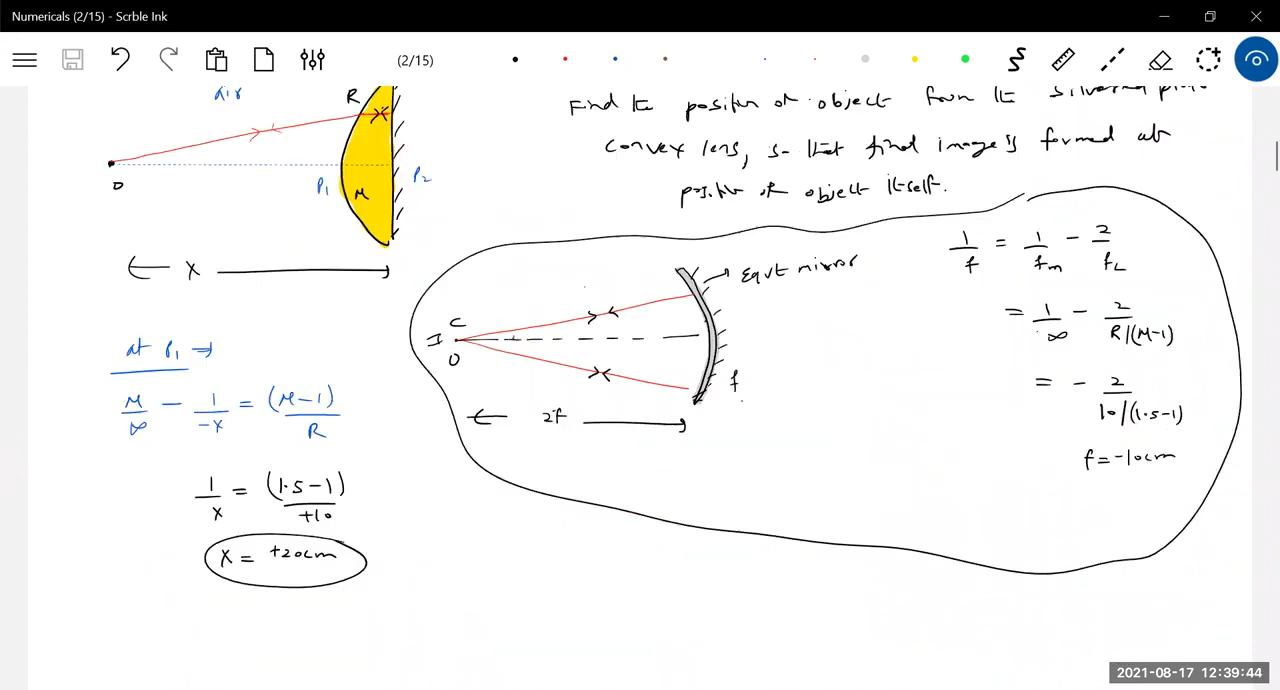 Numericals (2/15) - Scrble Ink
(2/15)
air
R
O
P1
P2
μ
x
Find the position of object from the silvered plano
convex lens, so that final image is formed at
position of object itself.
at P1 ⇒
μ/∞ - 1/-x = (μ-1)/R
1/x = (1.5-1)/+10
x = +20cm
C
I
O
Eqvt mirror
f
2f
1/f = 1/fm - 2/fL
= 1/∞ - 2/R/(μ-1)
= - 2/10/(1.5-1)
f = -10cm
2021-08-17 12:39:44